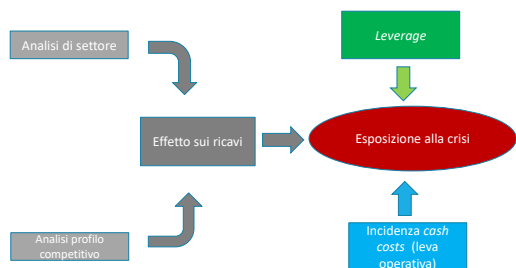 Analisi di settore
Leverage
Effetto sui ricavi
Esposizione alla crisi
Analisi profilo
competitivo
Incidenza cash
costs (leva
operativa)